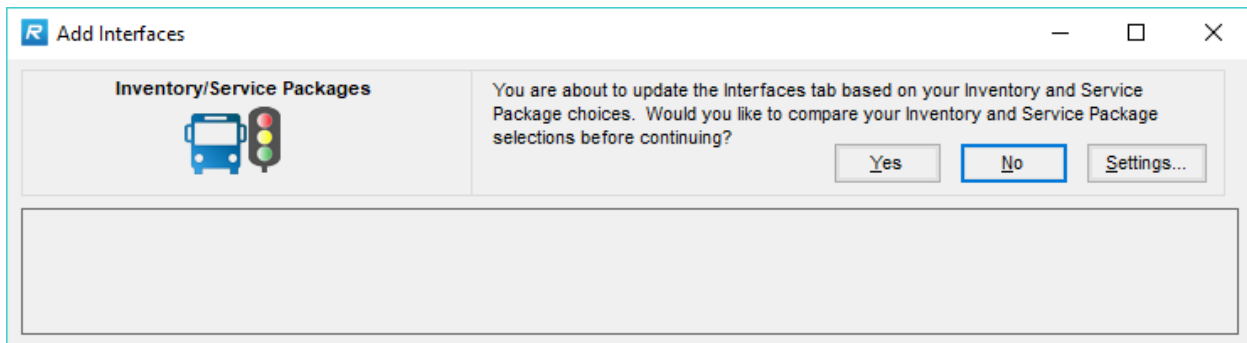 Add Interfaces
Inventory/Service Packages
You are about to update the Interfaces tab based on your Inventory and Service
Package choices.  Would you like to compare your Inventory and Service Package
selections before continuing?
Yes
No
Settings...